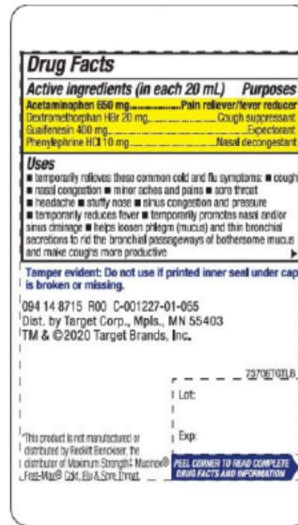 Drug Facts
Active ingredients (in each 20 mL) Purposes
Acetaminophen 650 mg..................Pain reliever/fever reducer
Dextromethorphan HBr 20 mg..................Cough suppressant
Guaifenesin 400 mg..................Expectorant
Phenylephrine HCl 10 mg..................Nasal decongestant
Uses
■ temporarily relieves these common cold and flu symptoms: ■ cough
■ nasal congestion ■ minor aches and pains ■ sore throat
■ headache ■ stuffy nose ■ sinus congestion and pressure
■ temporarily reduces fever ■ temporarily promotes nasal and/or
sinus drainage ■ helps loosen phlegm (mucus) and thin bronchial
secretions to rid the bronchial passageways of bothersome mucus
and make coughs more productive
Tamper evident: Do not use if printed inner seal under cap
is broken or missing.
094 14 8715 R00 C-001227-01-055
Dist. by Target Corp., Mpls., MN 55403
TM & ©2020 Target Brands, Inc.
Lot:
Exp:
*This product is not manufactured or
distributed by Reckitt Benckiser, the
distributor of Maximum Strength‡ Mucinex®
Fast-Max® Cold, Flu & Sore Throat.
PEEL CORNER TO READ COMPLETE
DRUG FACTS AND INFORMATION